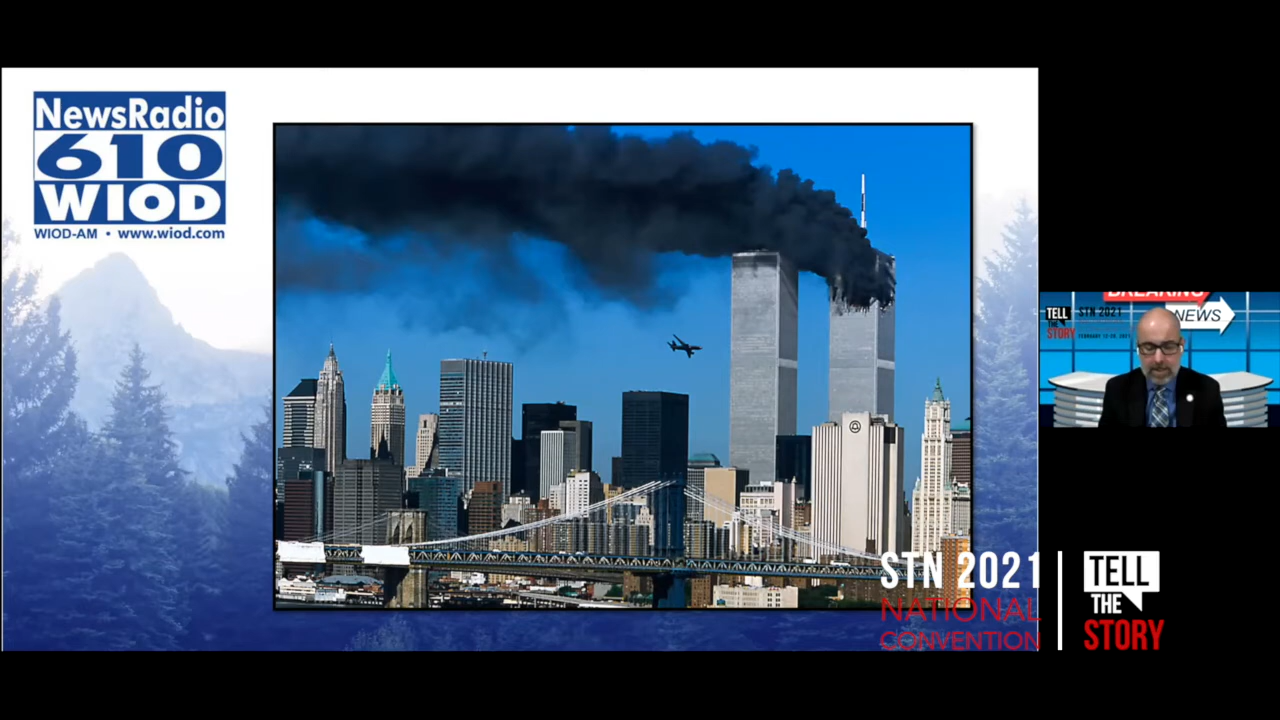 NewsRadio
610
WIOD
WIOD-AM • www.wiod.com
BREAKING
NEWS
TELL
THE
STORY
STN 2021
STN 2021
NATIONAL
CONVENTION
TELL
THE
STORY